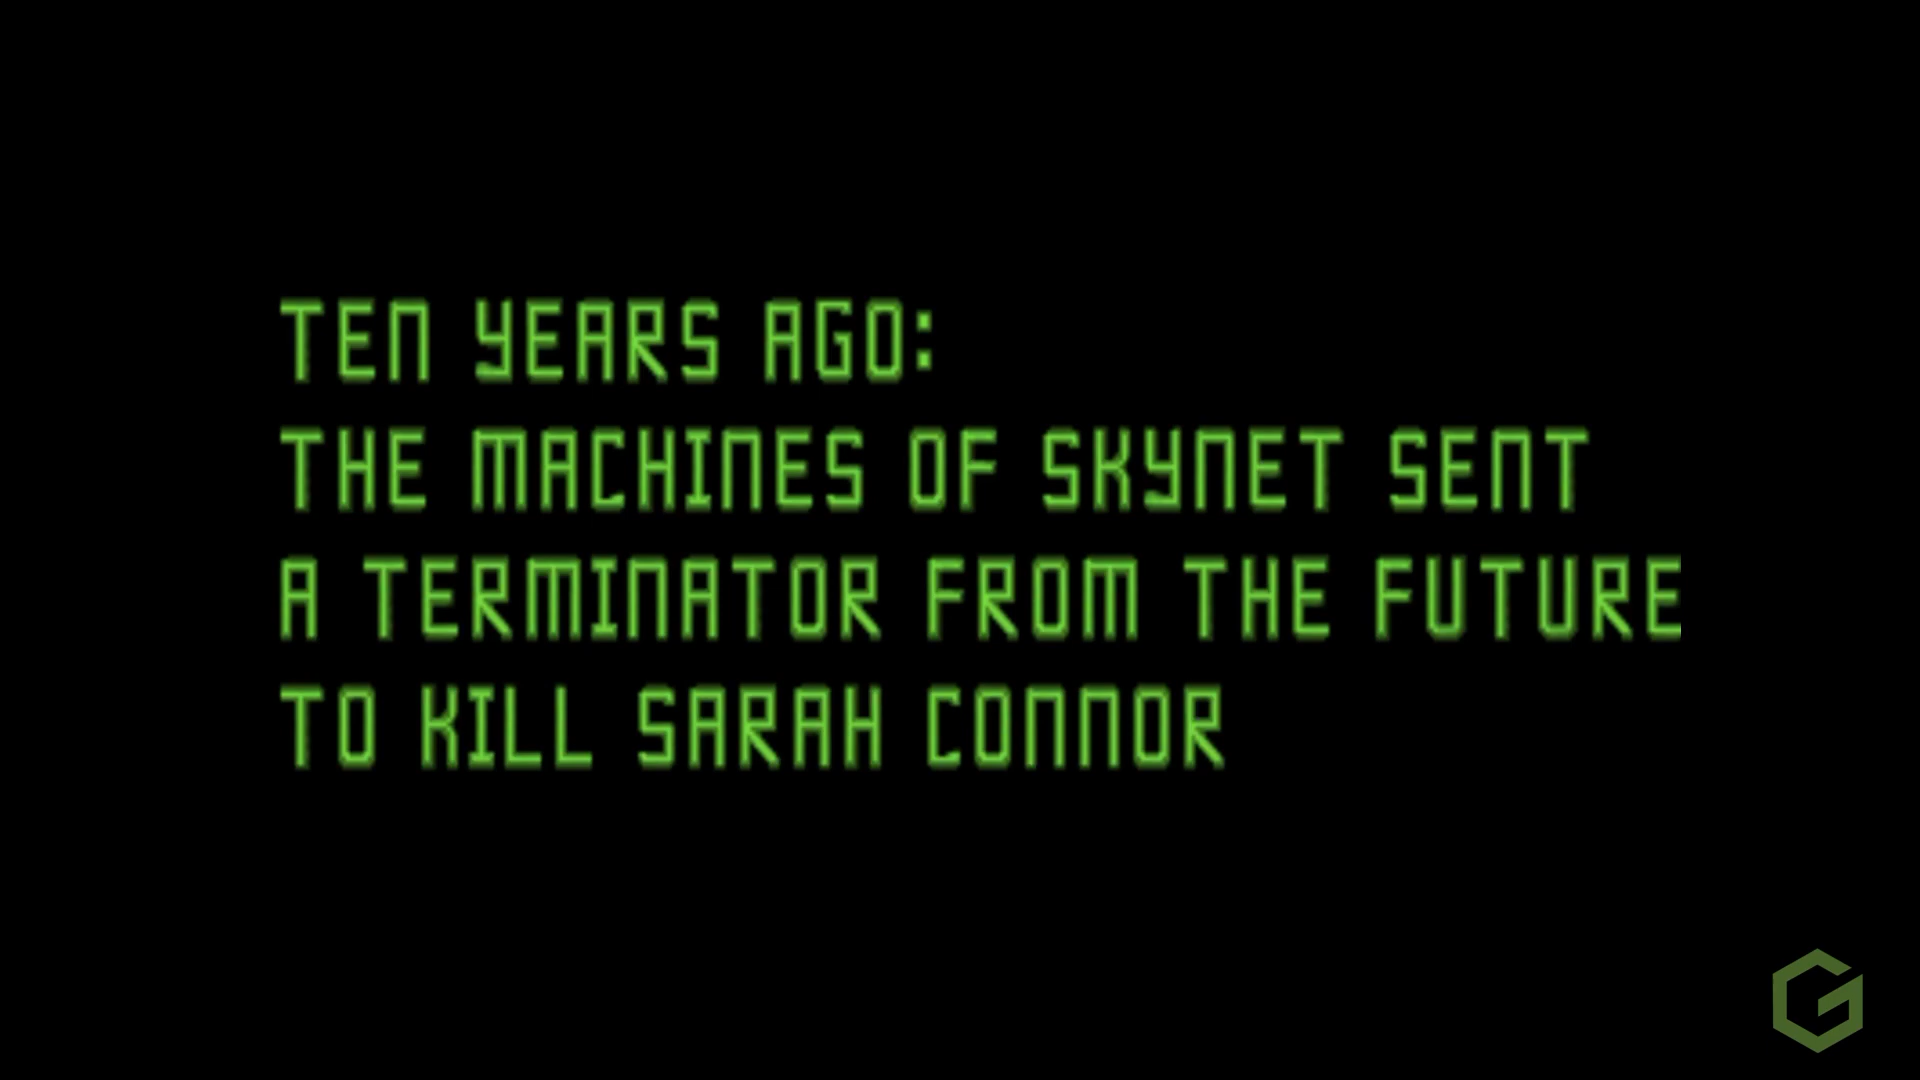 TEN YEARS AGO:
THE MACHINES OF SKYNET SENT
A TERMINATOR FROM THE FUTURE
TO KILL SARAH CONNOR